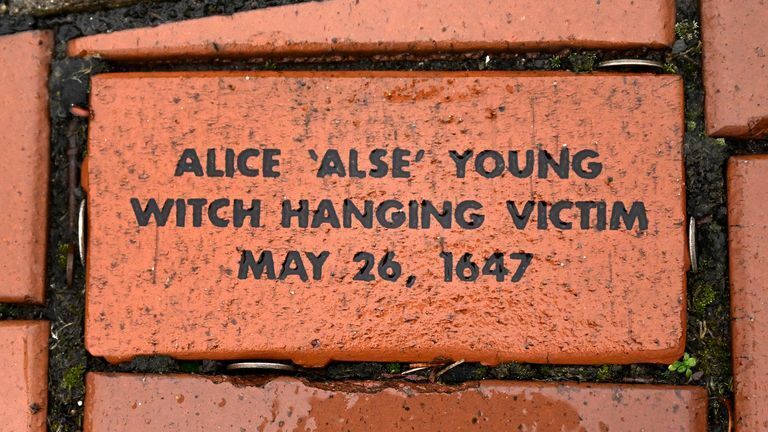 ALICE ‘ALSE’ YOUNG
WITCH HANGING VICTIM
MAY 26, 1647